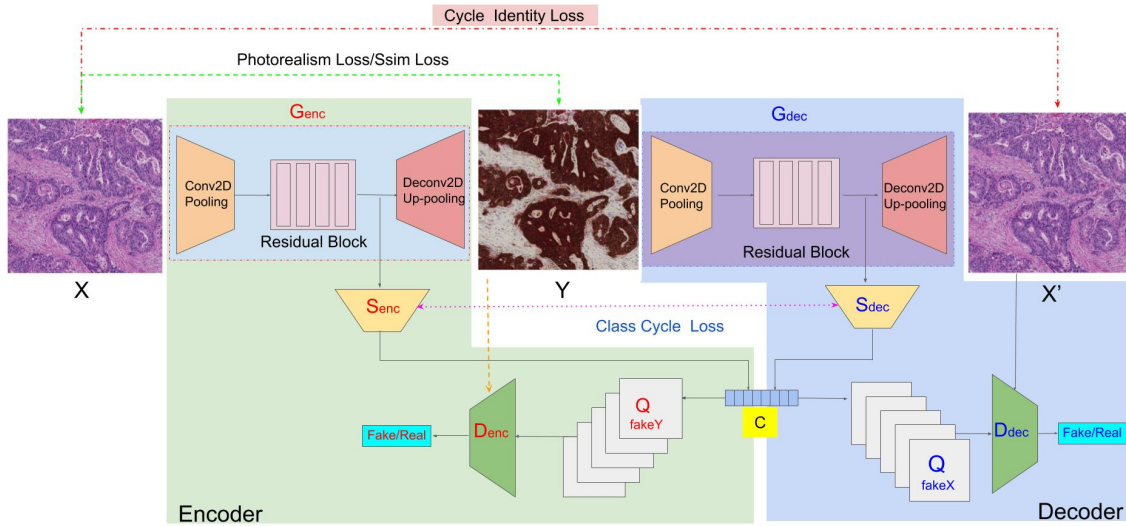 Cycle Identity Loss
Photorealism Loss/Ssim Loss
Genc
Gdec
Conv2D
Pooling
Residual Block
Deconv2D
Up-pooling
Conv2D
Pooling
Residual Block
Deconv2D
Up-pooling
X
Y
X'
Senc
Sdec
Class Cycle Loss
Fake/Real
Denc
Q
fakeY
C
Q
fakeX
Ddec
Fake/Real
Encoder
Decoder